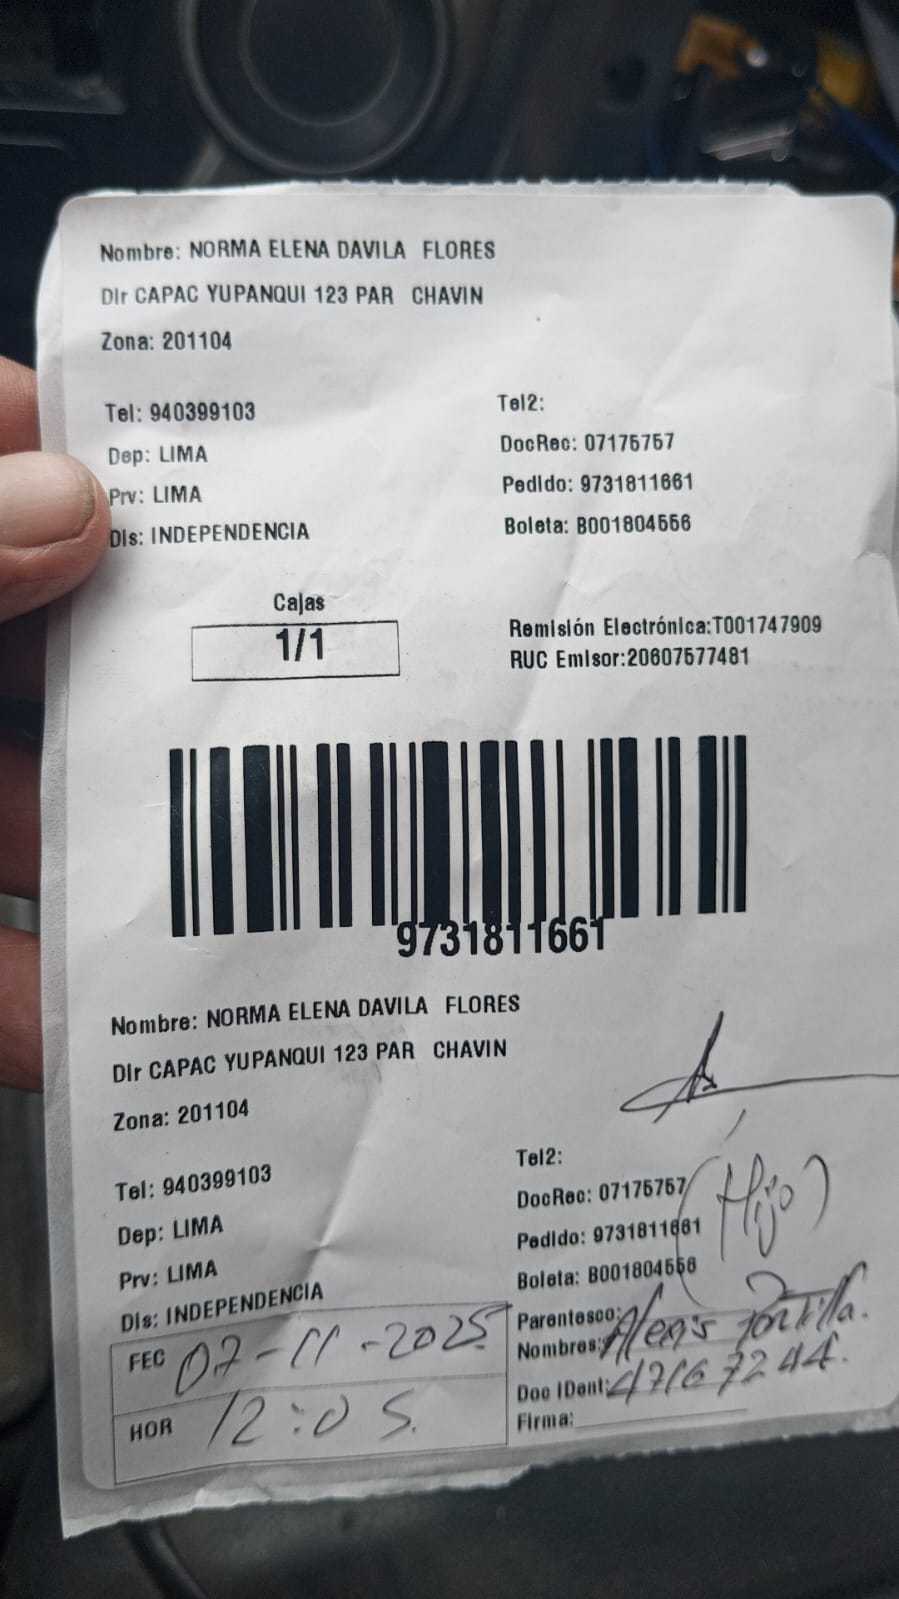 Nombre: NORMA ELENA DAVILA FLORES
Dir CAPAC YUPANQUI 123 PAR CHAVIN
Zona: 201104
Tel: 940399103
Tel2:
Dep: LIMA
DocRec: 07175757
Prv: LIMA
Pedido: 9731811661
Dis: INDEPENDENCIA
Boleta: B001804556
Cajas
1/1
Remisión Electrónica:T001747909
RUC Emisor:20607577481
9731811661
Nombre: NORMA ELENA DAVILA FLORES
Dir CAPAC YUPANQUI 123 PAR CHAVIN
Zona: 201104
Tel: 940399103
Tel2:
Dep: LIMA
DocRec: 07175757
(Hijo)
Prv: LIMA
Pedido: 9731811661
Dis: INDEPENDENCIA
Boleta: B001804556
Parentesco:
FEC 07-11-2025
Nombres: Alexis Portilla.
Doc IDent: 47167244.
HOR 12:05.
Firma: